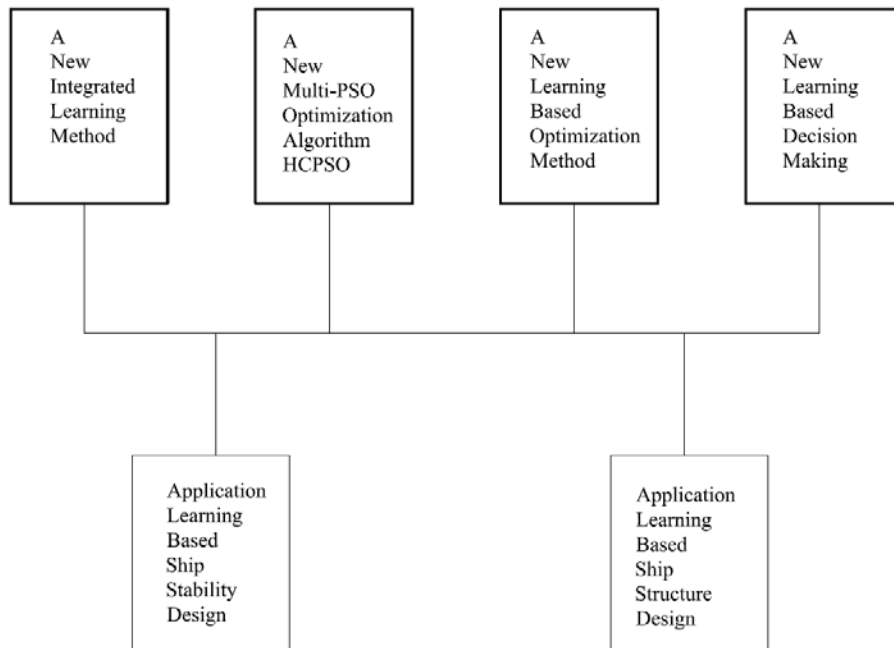 A
New
Integrated
Learning
Method
A
New
Multi-PSO
Optimization
Algorithm
HCPSO
A
New
Learning
Based
Optimization
Method
A
New
Learning
Based
Decision
Making
Application
Learning
Based
Ship
Stability
Design
Application
Learning
Based
Ship
Structure
Design